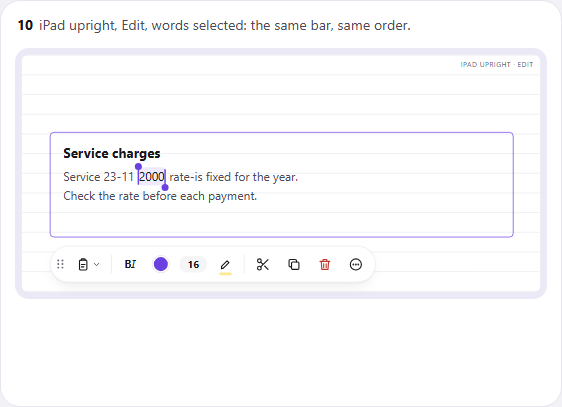 10 iPad upright, Edit, words selected: the same bar, same order.
IPAD UPRIGHT · EDIT
Service charges
Service 23-11 2000 rate-is fixed for the year.
Check the rate before each payment.
BI 16